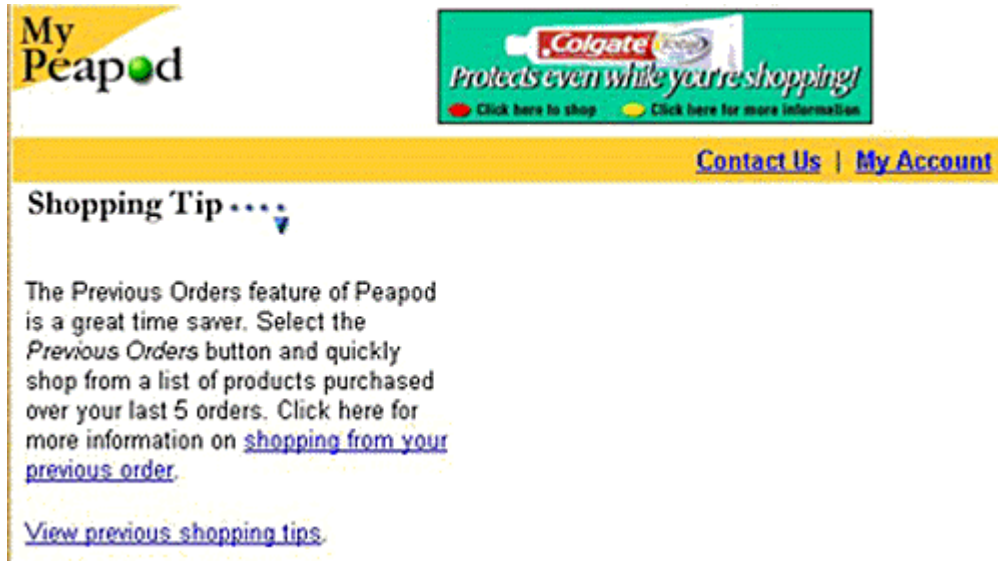 My
Peapod
Colgate Total
Protects even while you're shopping!
Click here to shop Click here for more information
Contact Us | My Account
Shopping Tip
The Previous Orders feature of Peapod
is a great time saver. Select the
Previous Orders button and quickly
shop from a list of products purchased
over your last 5 orders. Click here for
more information on shopping from your
previous order.
View previous shopping tips.